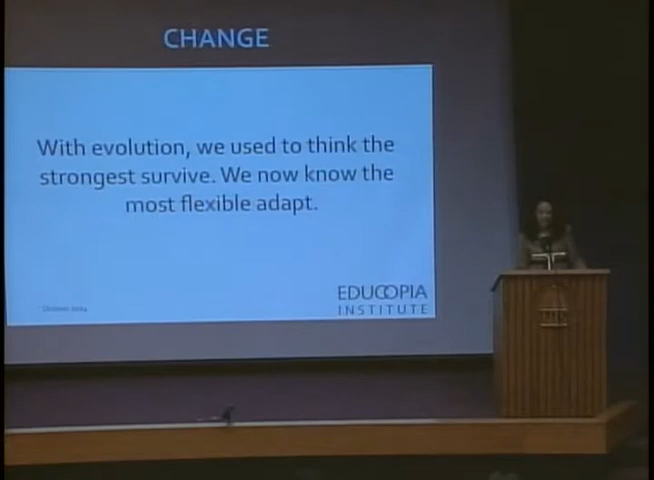 CHANGE
With evolution, we used to think the
strongest survive. We now know the
most flexible adapt.
EDUCOPIA
INSTITUTE